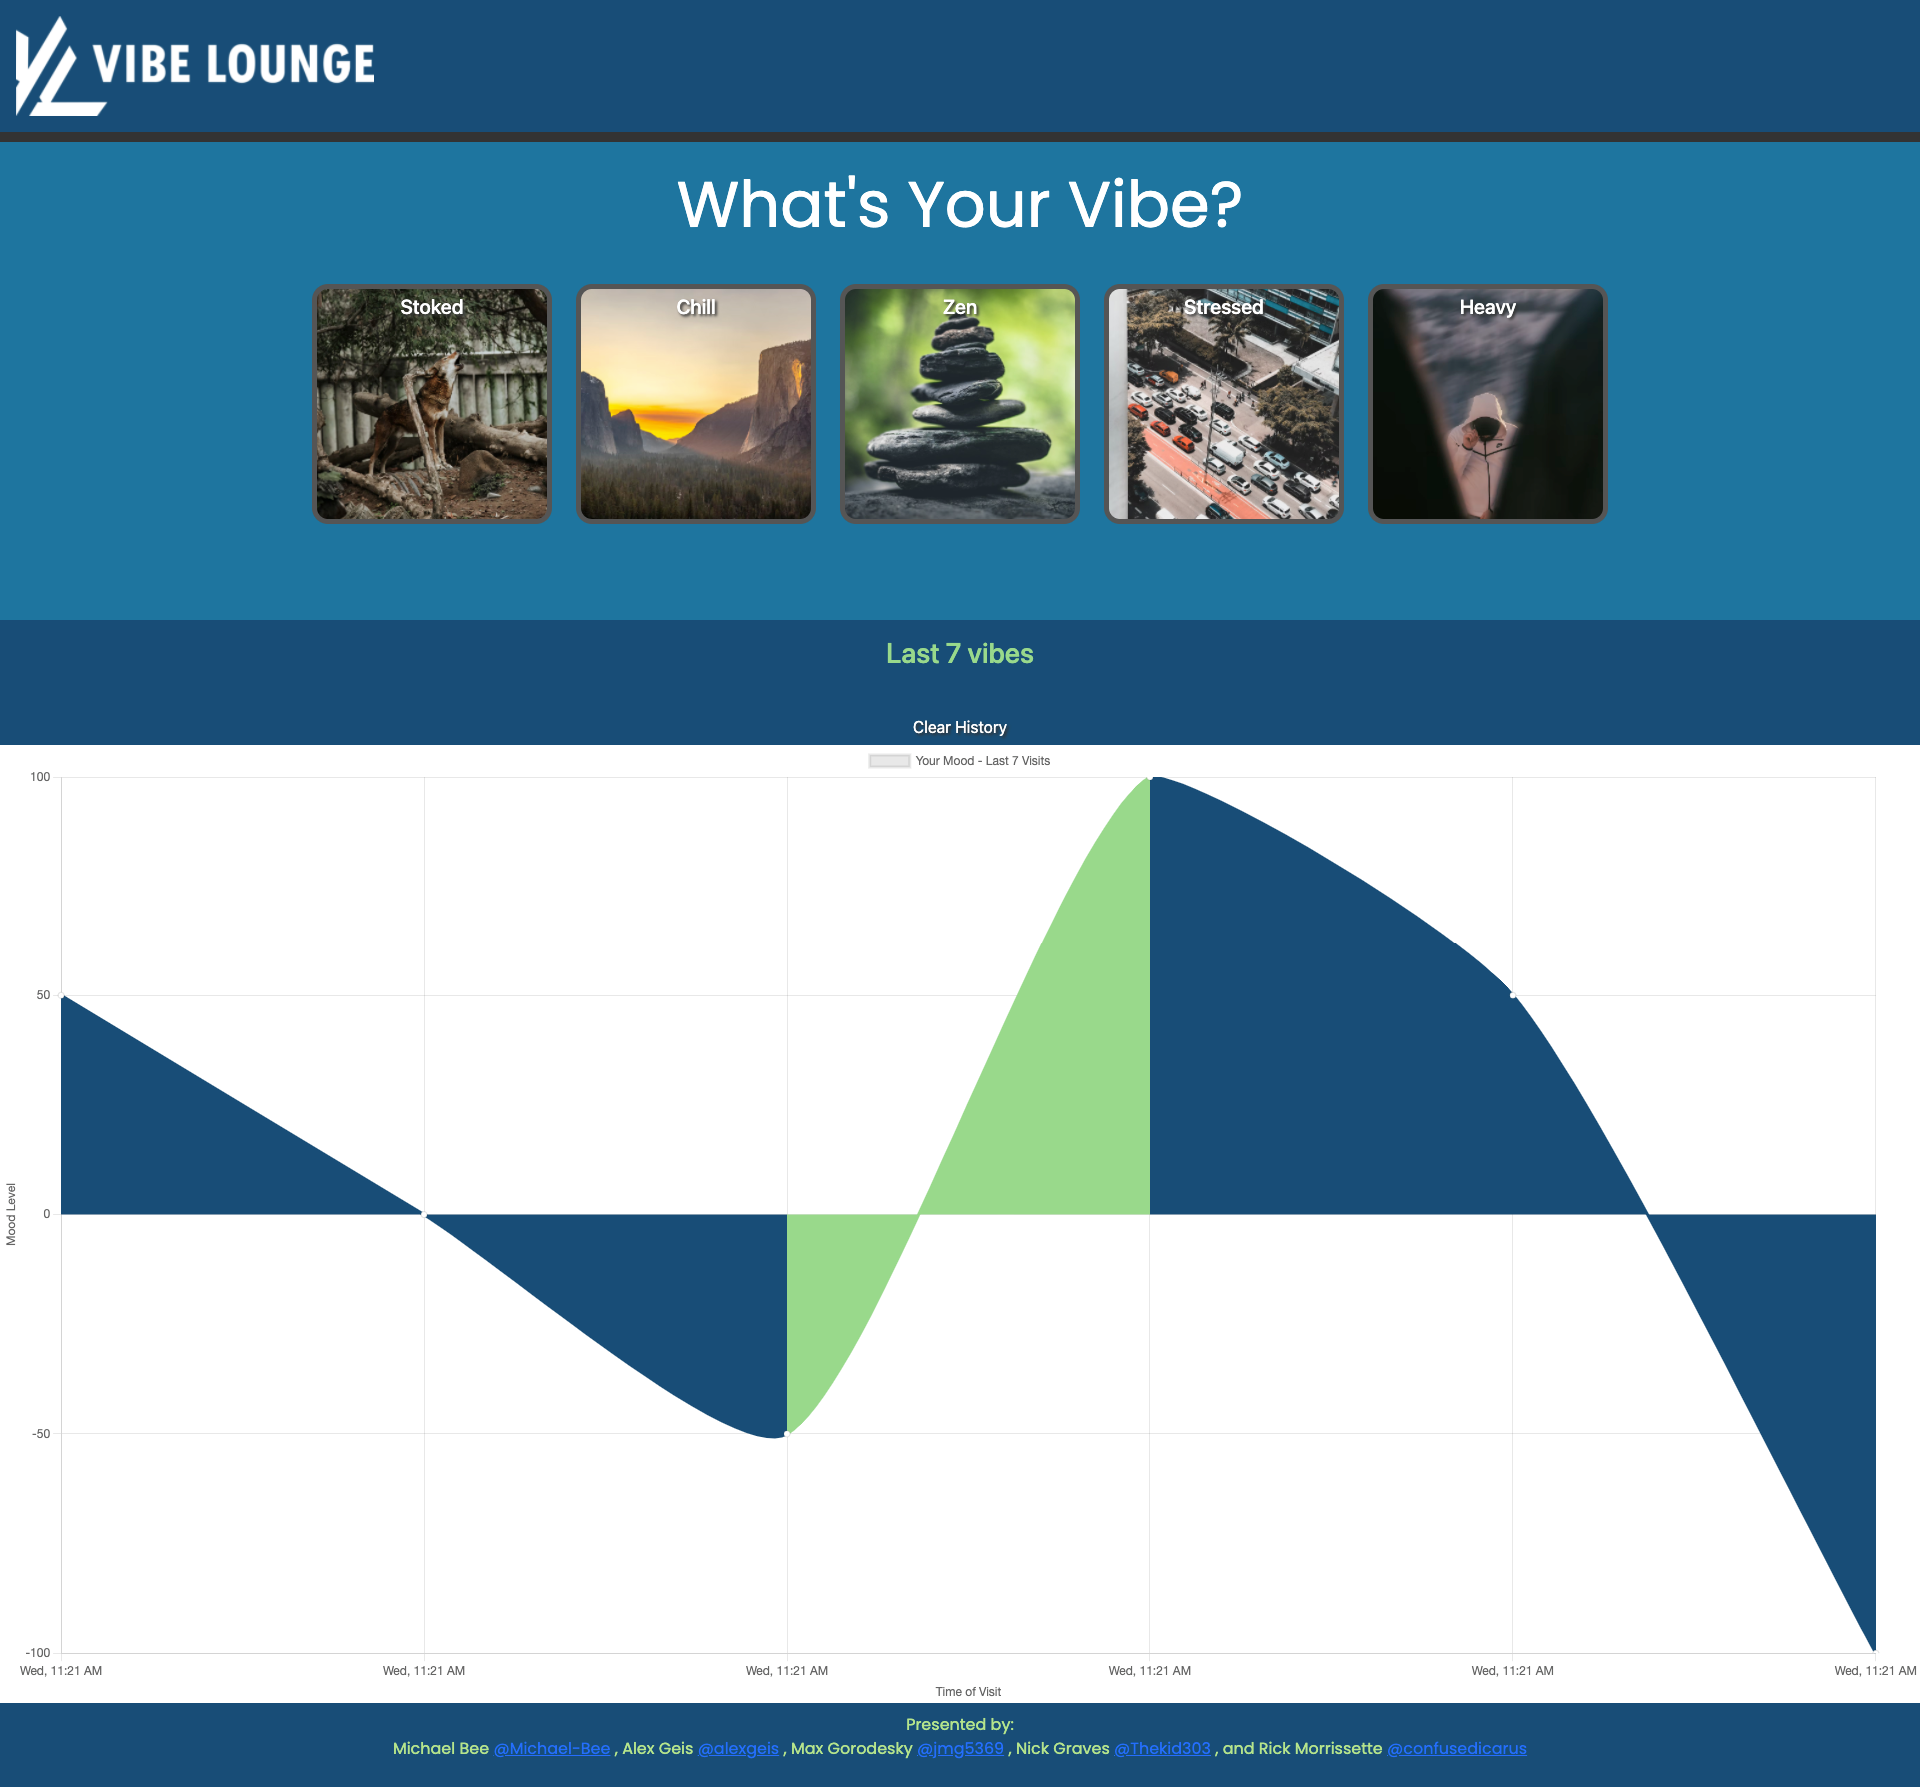 VIBE LOUNGE
What's Your Vibe?
Stoked
Chill
Zen
Stressed
Heavy
Last 7 vibes
Clear History
Your Mood - Last 7 Visits
100
50
0
-50
-100
Mood Level
Wed, 11:21 AM
Wed, 11:21 AM
Wed, 11:21 AM
Wed, 11:21 AM
Wed, 11:21 AM
Wed, 11:21 AM
Time of Visit
Presented by:
Michael Bee @Michael-Bee , Alex Geis @alexgeis , Max Gorodesky @jmg5369 , Nick Graves @Thekid303 , and Rick Morrissette @confusedicarus